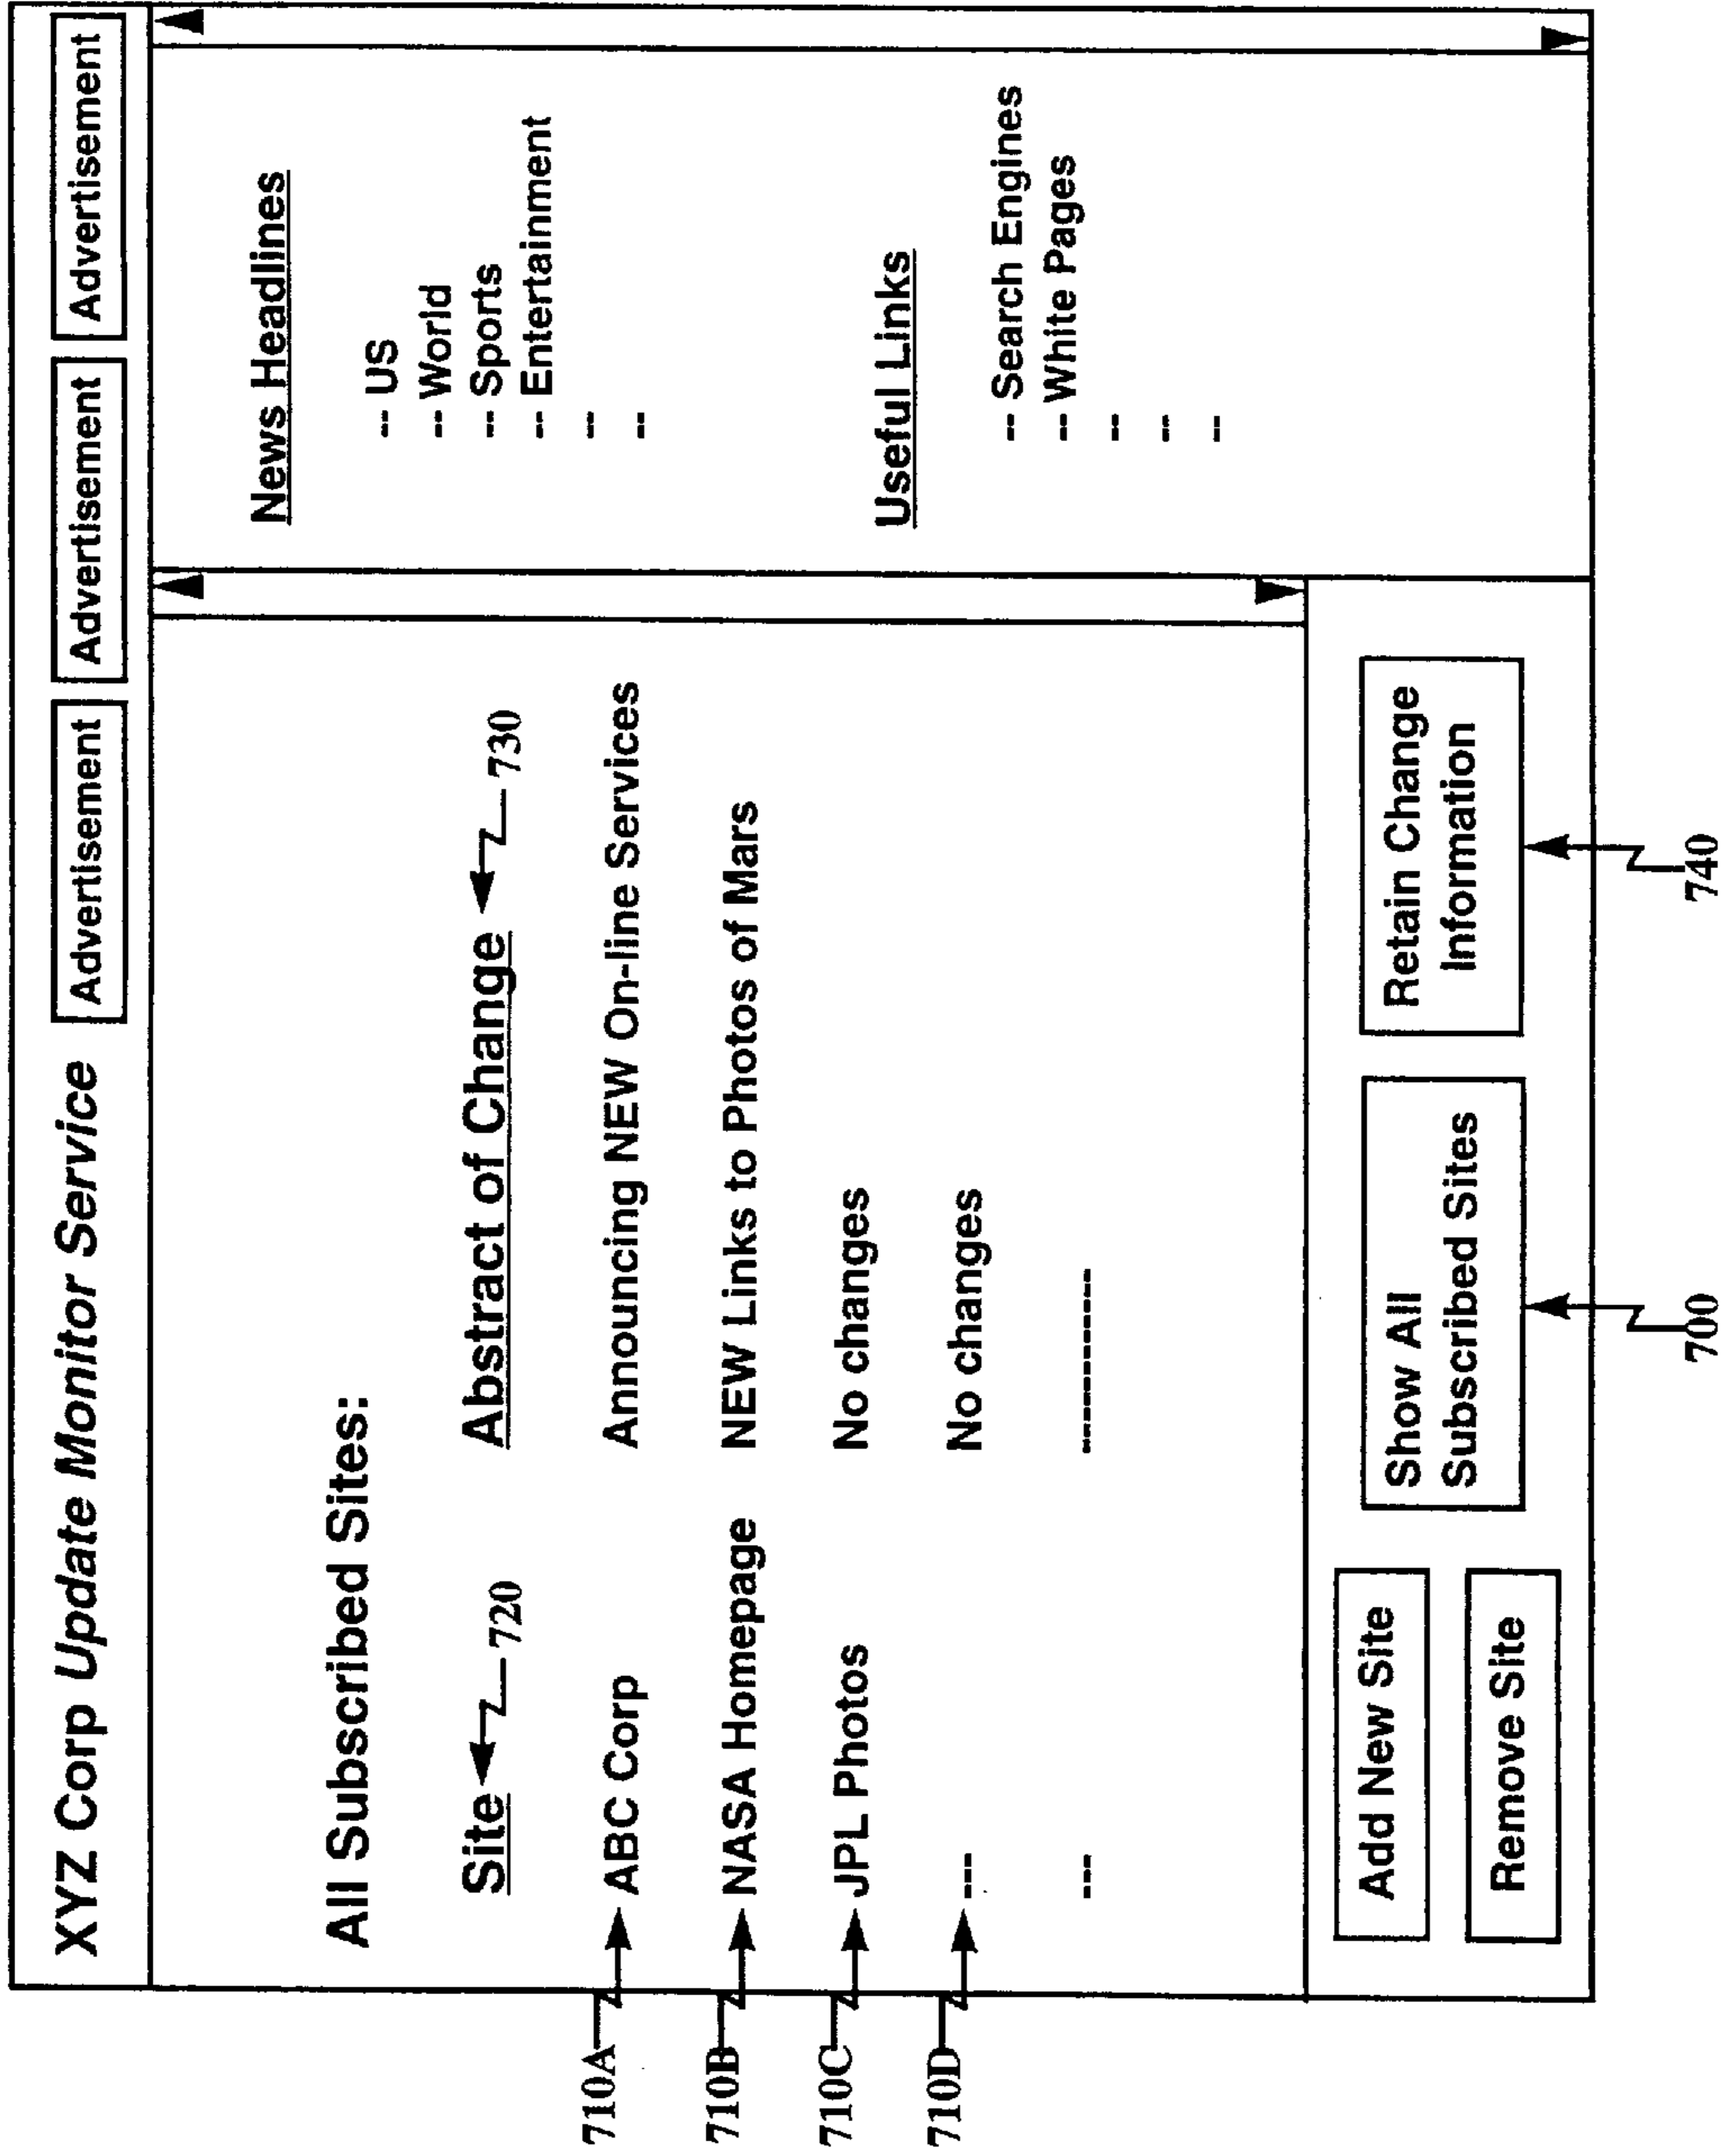 XYZ Corp Update Monitor Service
Advertisement
Advertisement
Advertisement
All Subscribed Sites:
Site
720
Abstract of Change
730
710A
ABC Corp
Announcing NEW On-line Services
710B
NASA Homepage
NEW Links to Photos of Mars
710C
JPL Photos
No changes
710D
---
No changes
---
-----------
News Headlines
-- US
-- World
-- Sports
-- Entertainment
--
--
Useful Links
-- Search Engines
-- White Pages
--
--
--
Add New Site
Remove Site
Show All
Subscribed Sites
Retain Change
Information
700
740